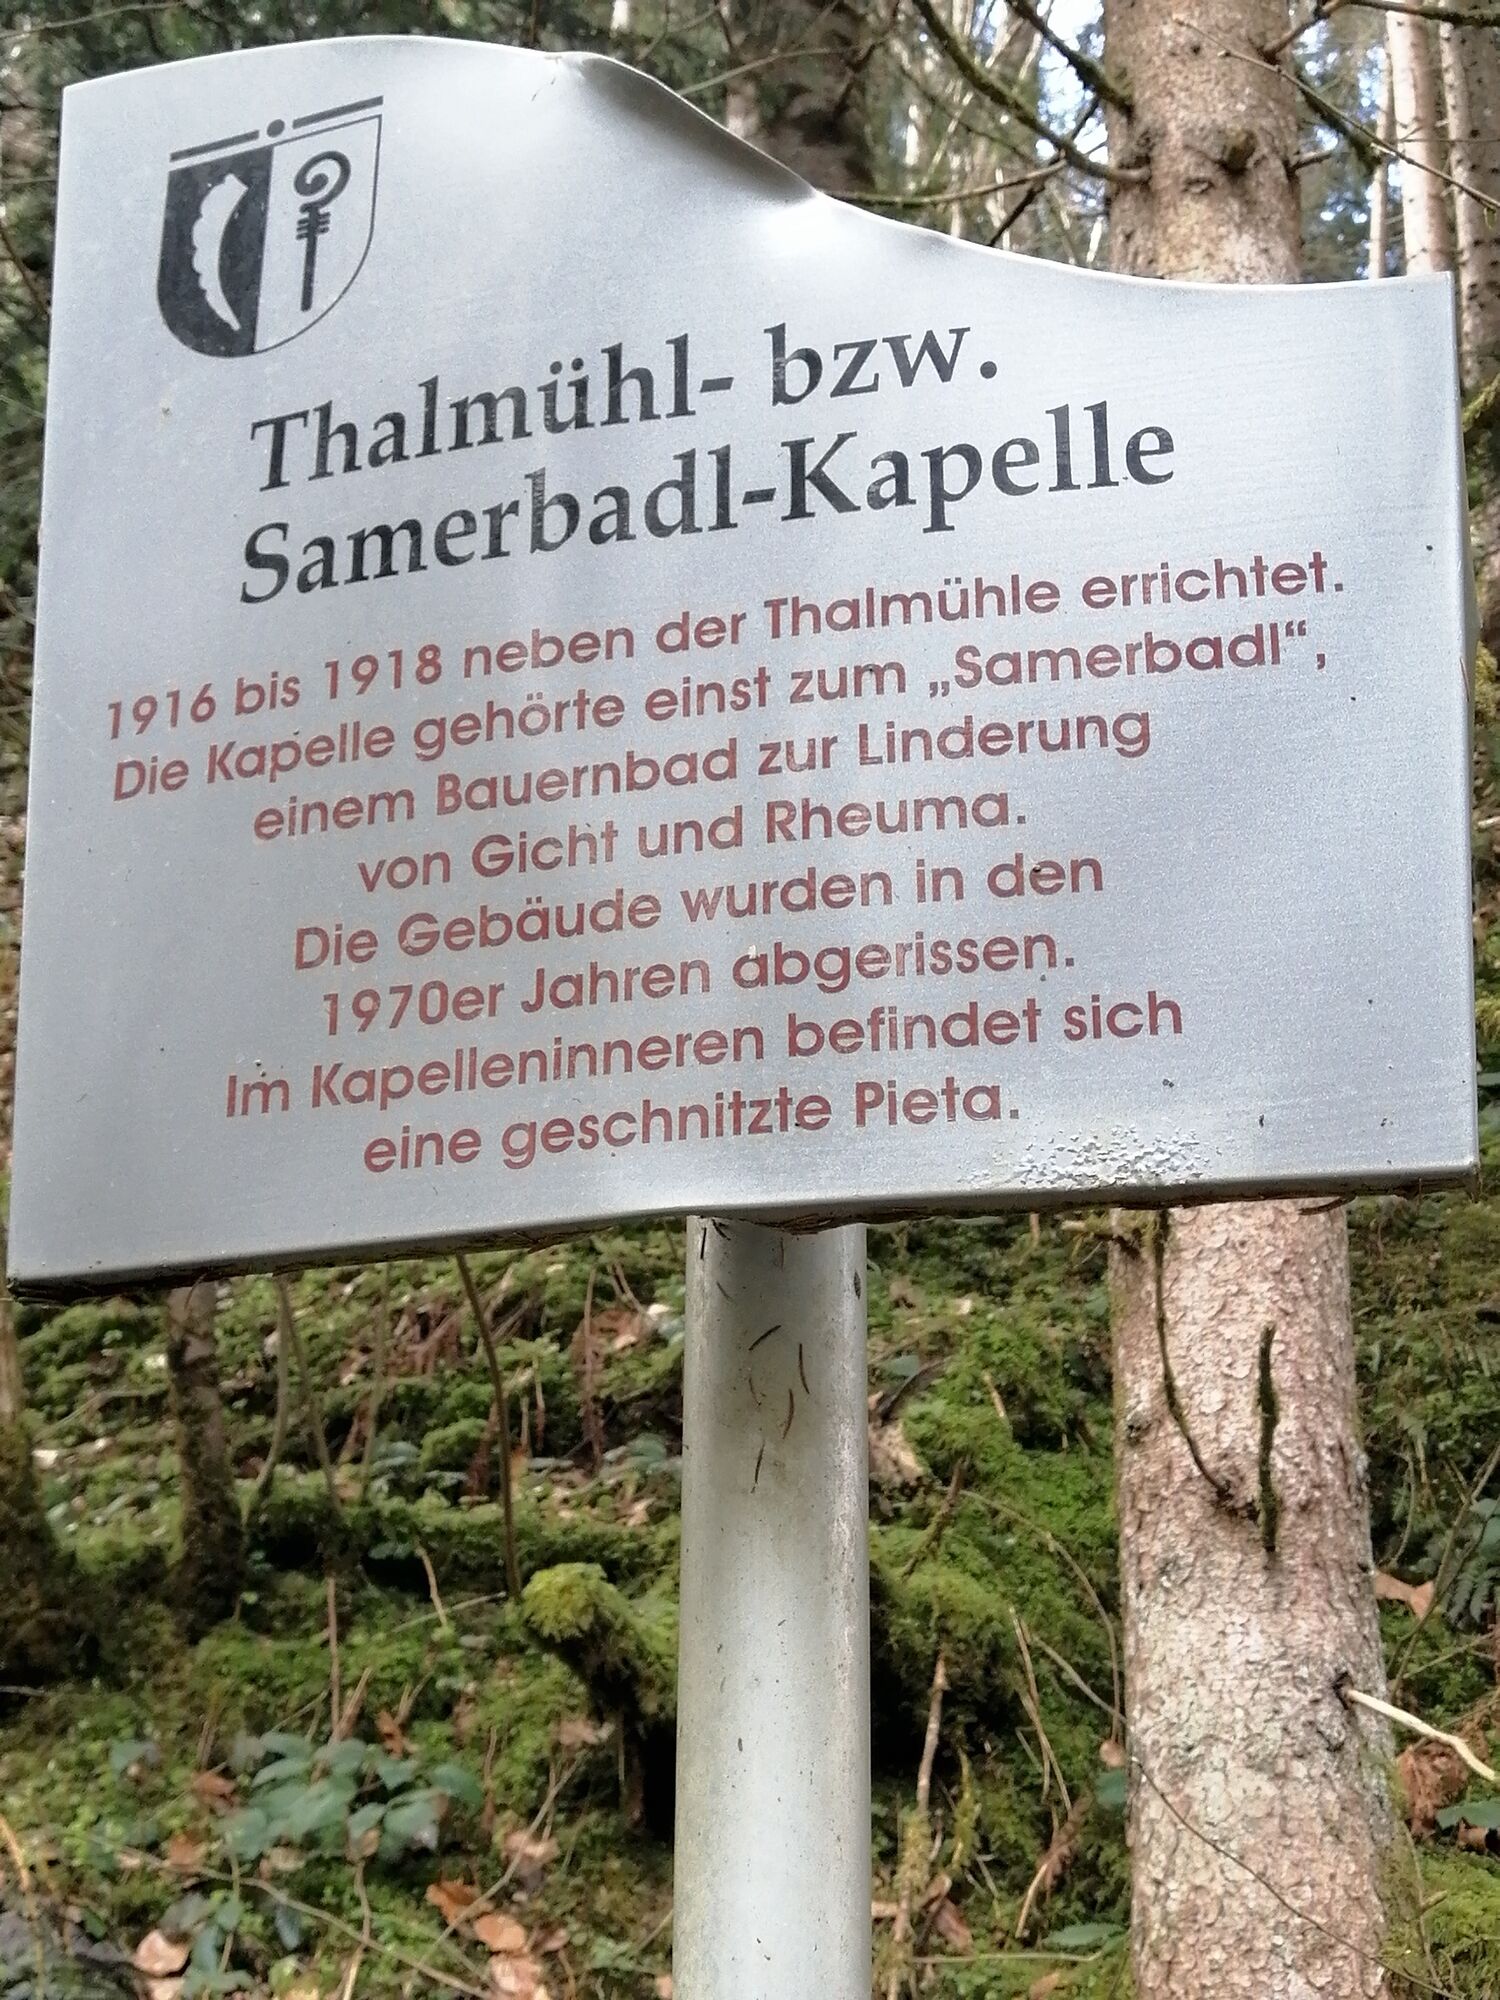 Thalmühl- bzw.
Samerbadl-Kapelle
1916 bis 1918 neben der Thalmühle errichtet.
Die Kapelle gehörte einst zum „Samerbadl“,
einem Bauernbad zur Linderung
von Gicht und Rheuma.
Die Gebäude wurden in den
1970er Jahren abgerissen.
Im Kapelleninneren befindet sich
eine geschnitzte Pieta.